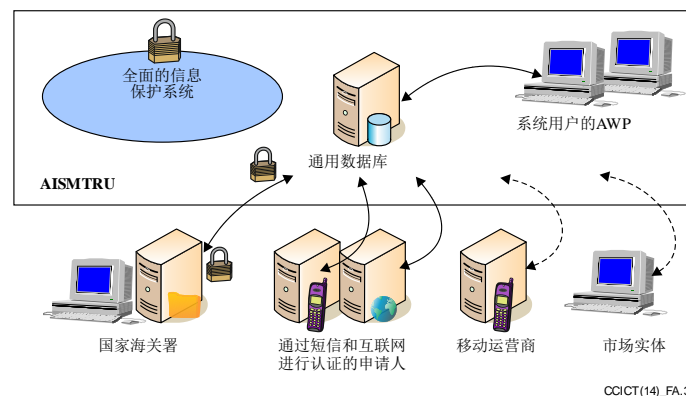 全面的信息
保护系统
通用数据库
系统用户的AWP
AISMTRU
国家海关署
通过短信和互联网
进行认证的申请人
移动运营商
市场实体
CCICT(14)_FA.3